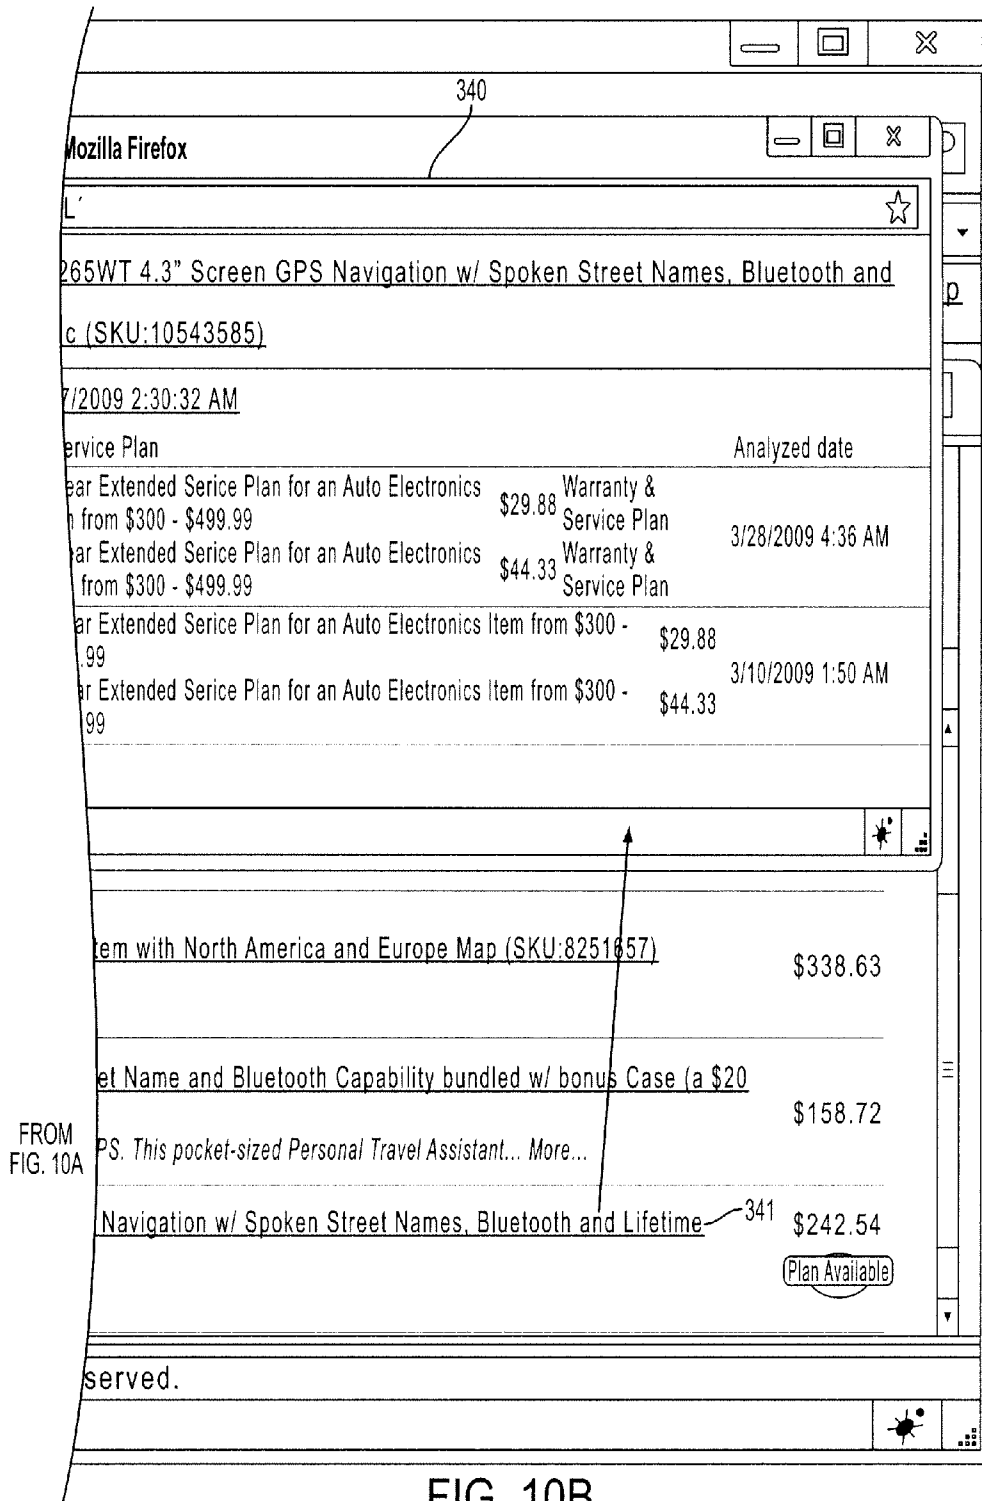 340
Mozilla Firefox
L´
265WT 4.3" Screen GPS Navigation w/ Spoken Street Names, Bluetooth and
c (SKU:10543585)
p
7/2009 2:30:32 AM
ervice Plan Analyzed date
ear Extended Serice Plan for an Auto Electronics $29.88 Warranty &
n from $300 - $499.99 Service Plan
3/28/2009 4:36 AM
ear Extended Serice Plan for an Auto Electronics $44.33 Warranty &
from $300 - $499.99 Service Plan
ar Extended Serice Plan for an Auto Electronics Item from $300 - $29.88
.99
3/10/2009 1:50 AM
ar Extended Serice Plan for an Auto Electronics Item from $300 - $44.33
99
tem with North America and Europe Map (SKU:8251657) $338.63
et Name and Bluetooth Capability bundled w/ bonus Case (a $20
$158.72
FROM
FIG. 10A
PS. This pocket-sized Personal Travel Assistant... More...
Navigation w/ Spoken Street Names, Bluetooth and Lifetime 341 $242.54
Plan Available
served.
FIG. 10B